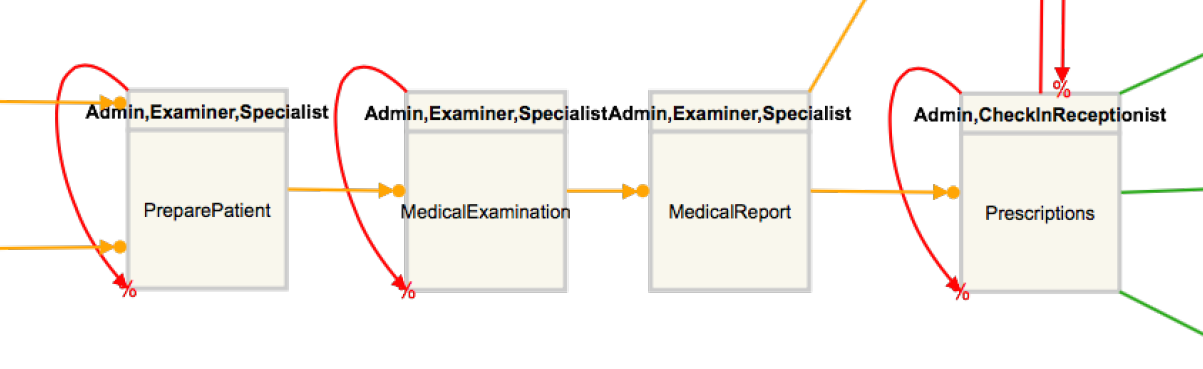 %
Admin,Examiner,Specialist
Admin,Examiner,Specialist
Admin,Examiner,Specialist
Admin,CheckInReceptionist
PreparePatient
MedicalExamination
MedicalReport
Prescriptions
%
%
%